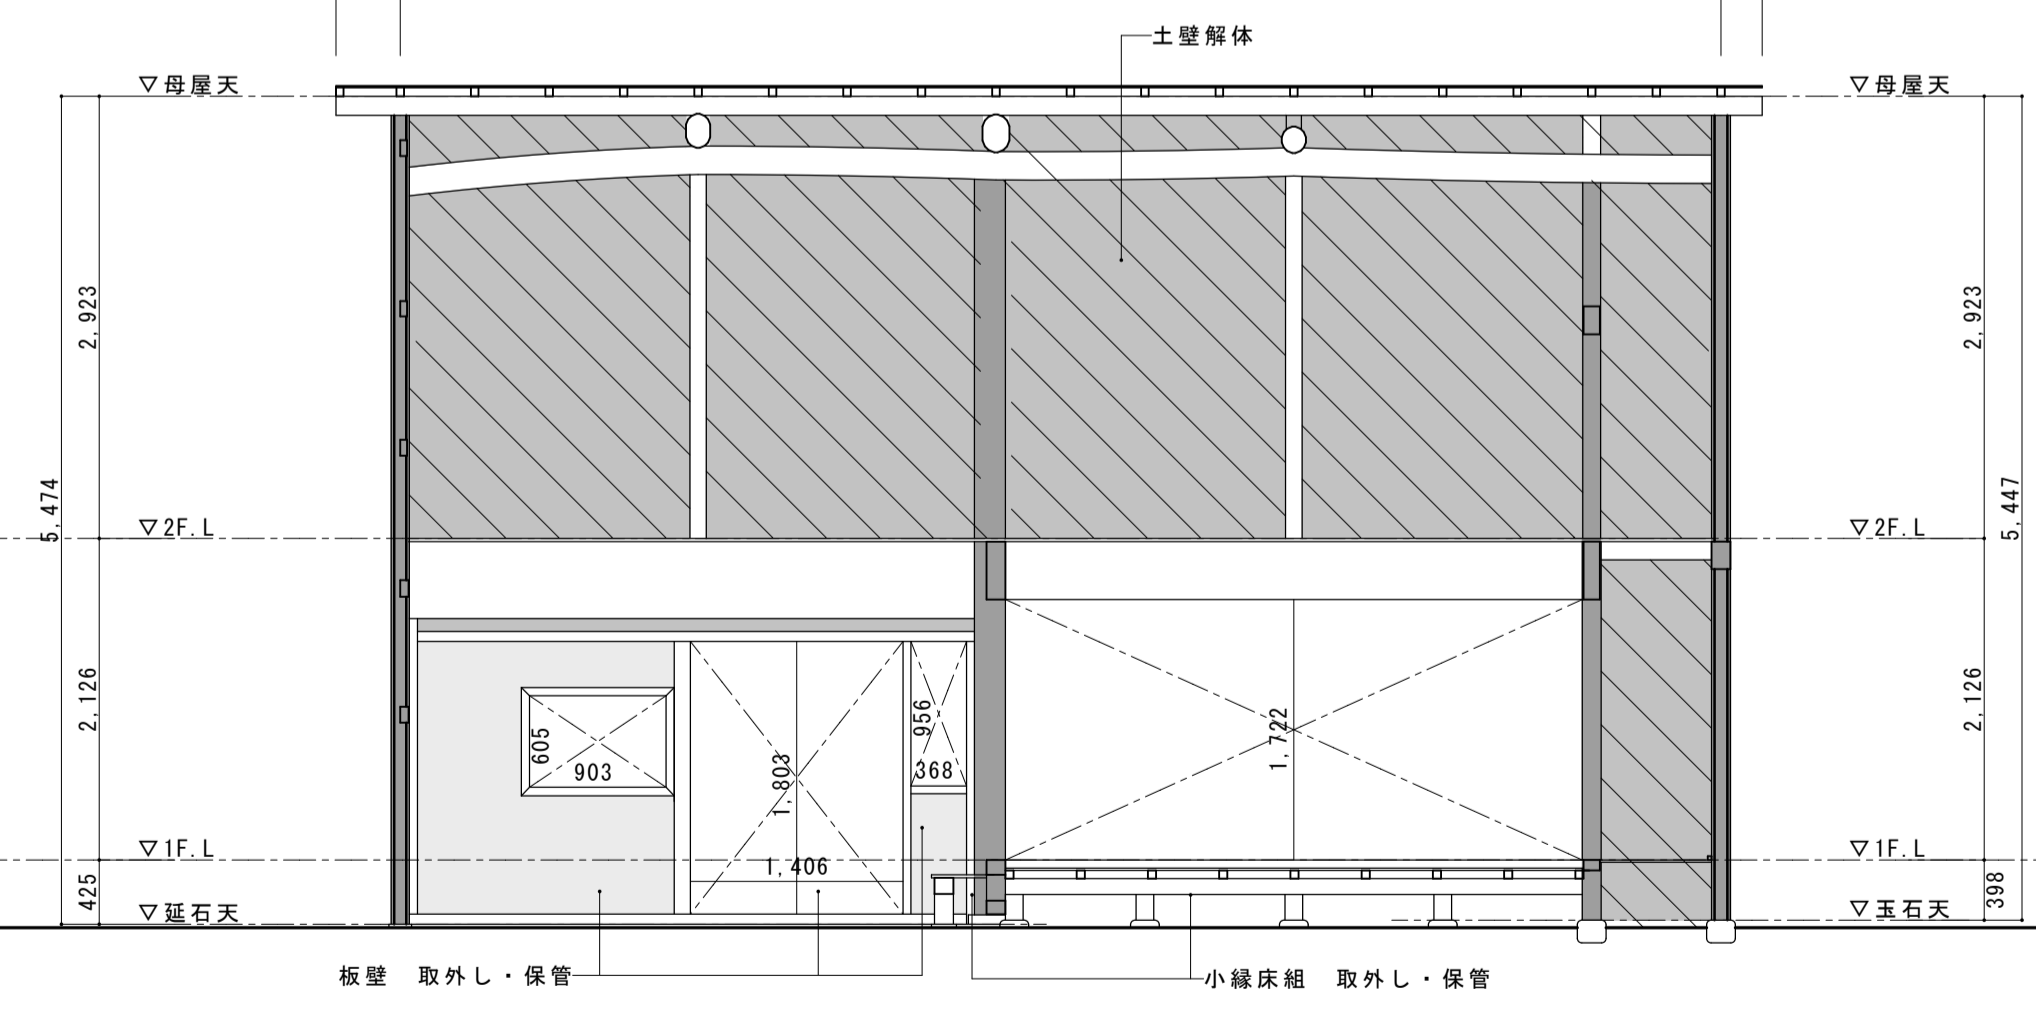 土壁解体
▽母屋天
▽母屋天
2,923
2,923
5,474
5,447
▽2F.L
▽2F.L
2,126
2,126
605
903
1,803
1,406
956
368
1,722
▽1F.L
▽1F.L
425
398
▽延石天
▽玉石天
板壁 取外し・保管
小縁床組 取外し・保管